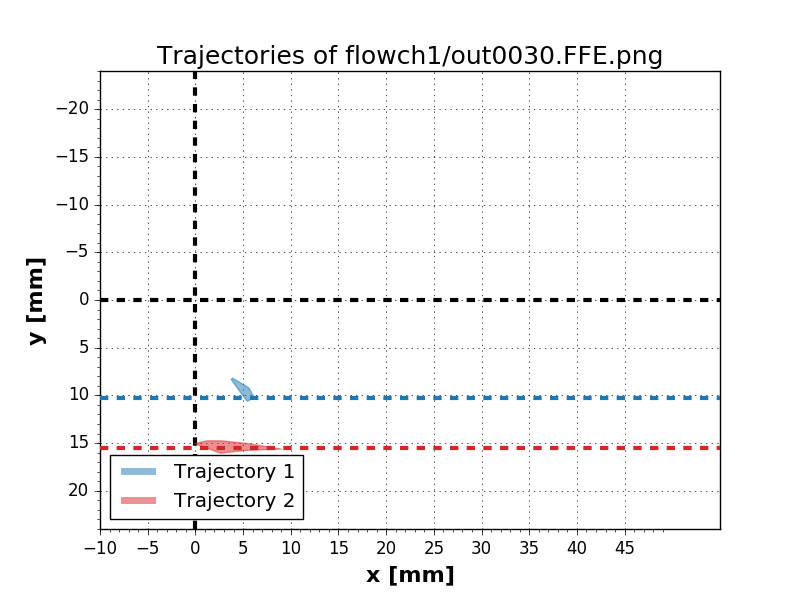 Trajectories of flowch1/out0030.FFE.png
−20
−15
−10
−5
0
5
10
15
20
y [mm]
Trajectory 1
Trajectory 2
−10 −5 0 5 10 15 20 25 30 35 40 45
x [mm]